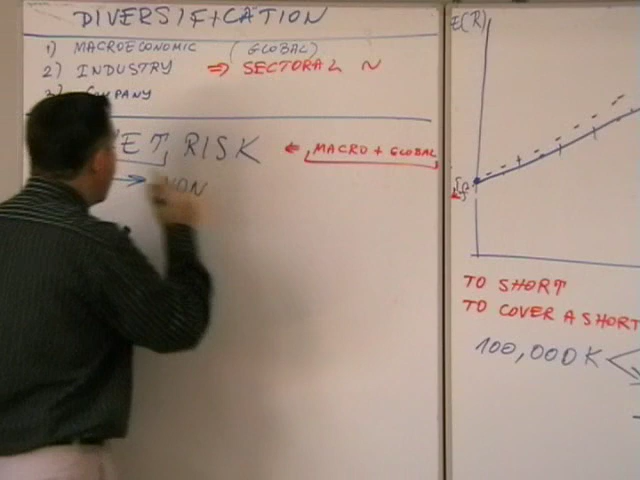 DIVERSIFICATION
1) MACROECONOMIC (GLOBAL)
2) INDUSTRY ⇒ SECTORAL ~
3) COMPANY
RISK ← MACRO + GLOBAL
→ NON
E(R)
TO SHORT
TO COVER A SHORT
100,000K